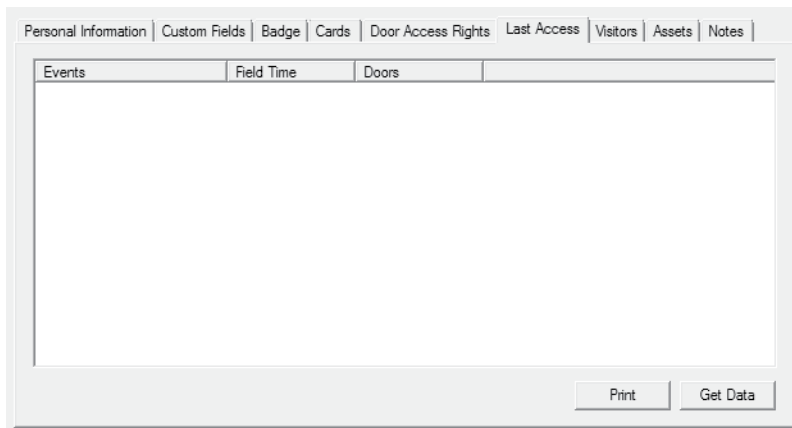 Personal Information Custom Fields Badge Cards Door Access Rights Last Access Visitors Assets Notes
Events Field Time Doors
Print Get Data